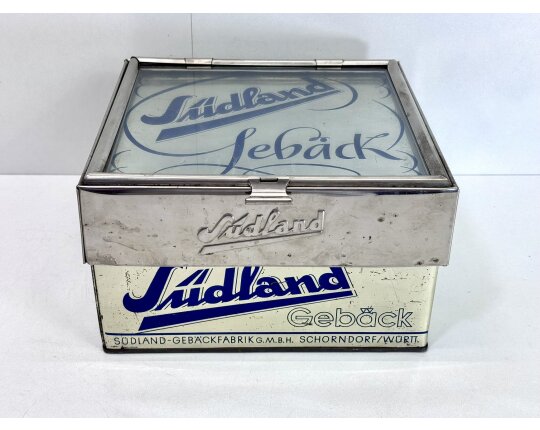 Südland
Gebäck
Südland
Südland
Gebäck
SÜDLAND-GEBÄCKFABRIK G.M.B.H. SCHORNDORF/WÜRTT.